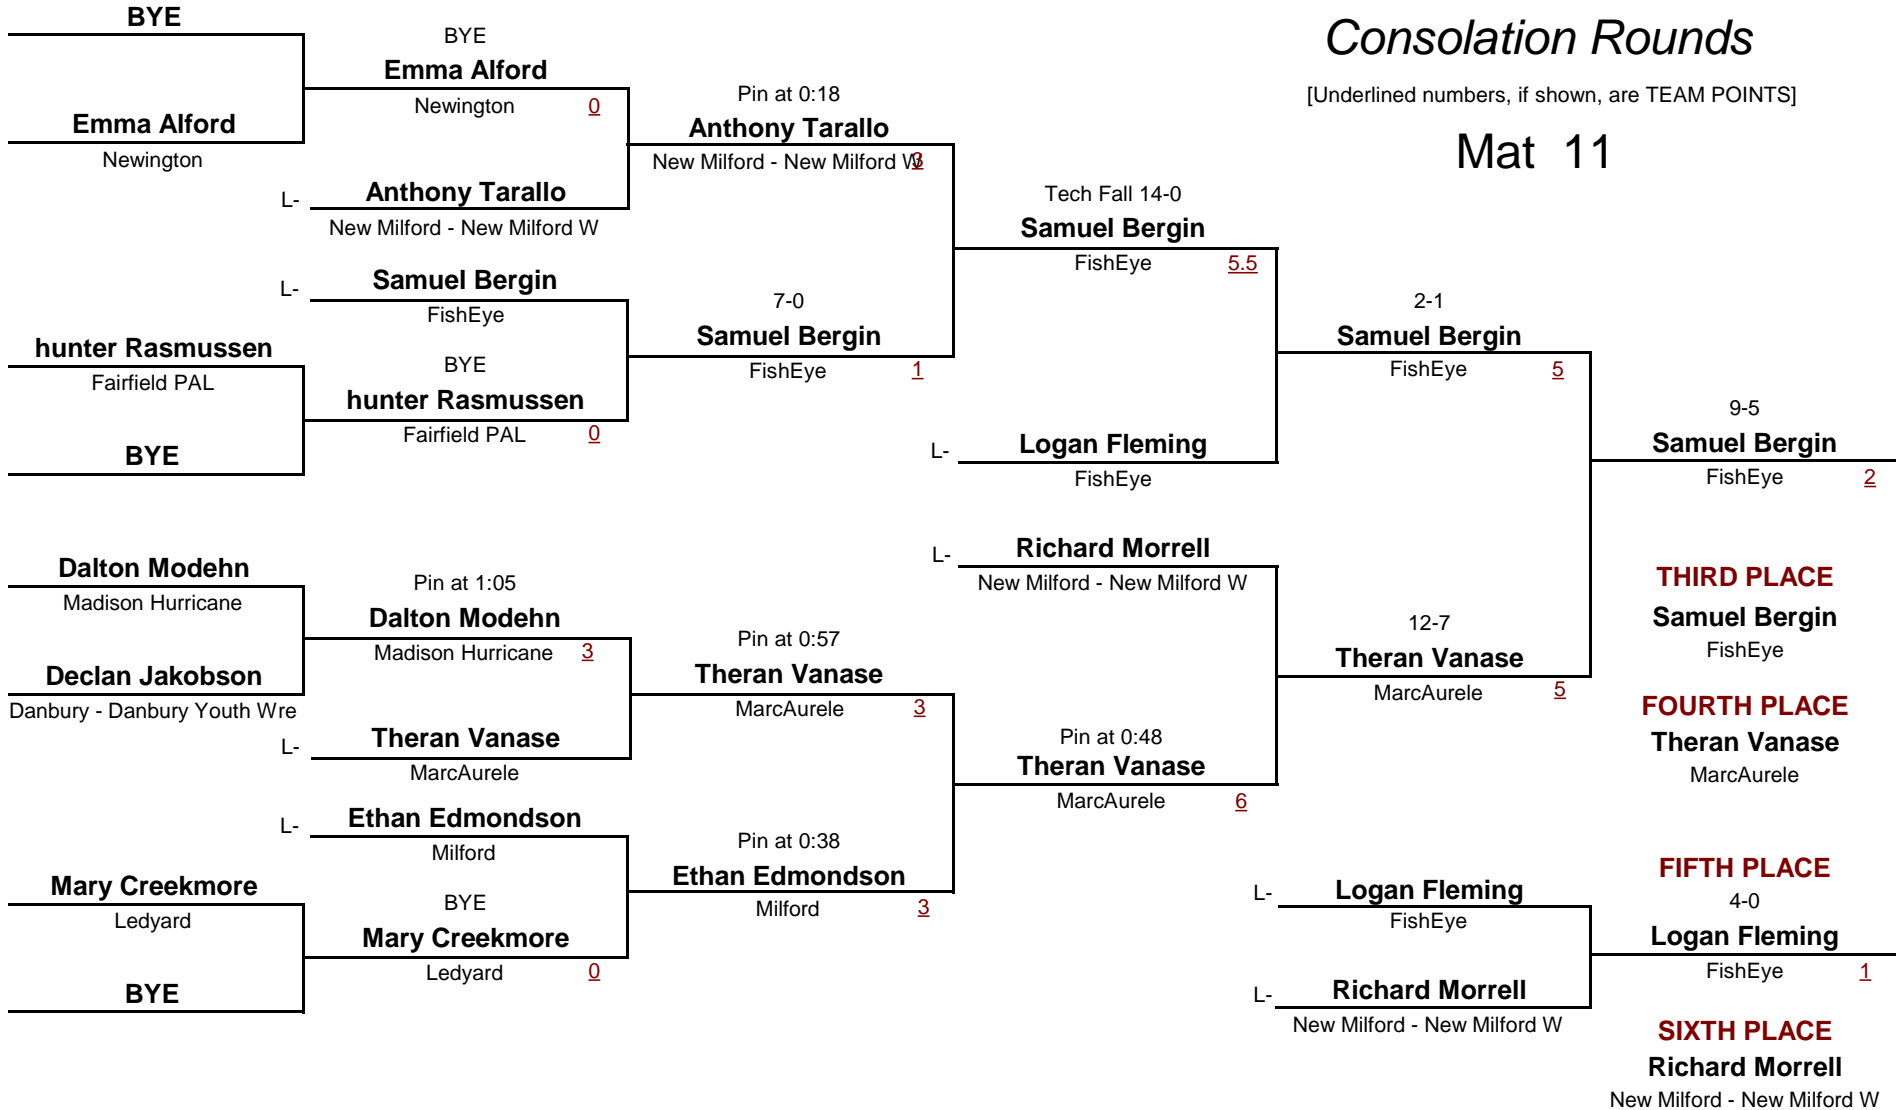 Consolation Rounds
[Underlined numbers, if shown, are TEAM POINTS]
Mat 11
BYE
Emma Alford
Newington
hunter Rasmussen
Fairfield PAL
BYE
Dalton Modehn
Madison Hurricane
Declan Jakobson
Danbury - Danbury Youth Wre
Mary Creekmore
Ledyard
BYE
BYE
Emma Alford
Newington 0
L- Anthony Tarallo
New Milford - New Milford W
L- Samuel Bergin
FishEye
BYE
hunter Rasmussen
Fairfield PAL 0
Pin at 1:05
Dalton Modehn
Madison Hurricane 3
L- Theran Vanase
MarcAurele
L- Ethan Edmondson
Milford
BYE
Mary Creekmore
Ledyard 0
Pin at 0:18
Anthony Tarallo
New Milford - New Milford W 3
7-0
Samuel Bergin
FishEye 1
Pin at 0:57
Theran Vanase
MarcAurele 3
Pin at 0:38
Ethan Edmondson
Milford 3
Tech Fall 14-0
Samuel Bergin
FishEye 5.5
L- Logan Fleming
FishEye
L- Richard Morrell
New Milford - New Milford W
Pin at 0:48
Theran Vanase
MarcAurele 6
2-1
Samuel Bergin
FishEye 5
12-7
Theran Vanase
MarcAurele 5
L- Logan Fleming
FishEye
L- Richard Morrell
New Milford - New Milford W
9-5
Samuel Bergin
FishEye 2
THIRD PLACE
Samuel Bergin
FishEye
FOURTH PLACE
Theran Vanase
MarcAurele
FIFTH PLACE
4-0
Logan Fleming
FishEye 1
SIXTH PLACE
Richard Morrell
New Milford - New Milford W